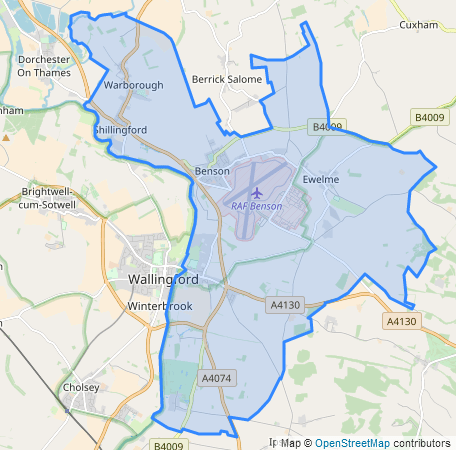 Cuxham
Dorchester
On Thames
Berrick Salome
Warborough
B4009
B4009
Shillingford
Benson
Ewelme
Brightwell-
cum-Sotwell
RAF Benson
Wallingford
Winterbrook
A4130
A4130
A4074
Cholsey
B4009
Map © OpenStreetMap contributors